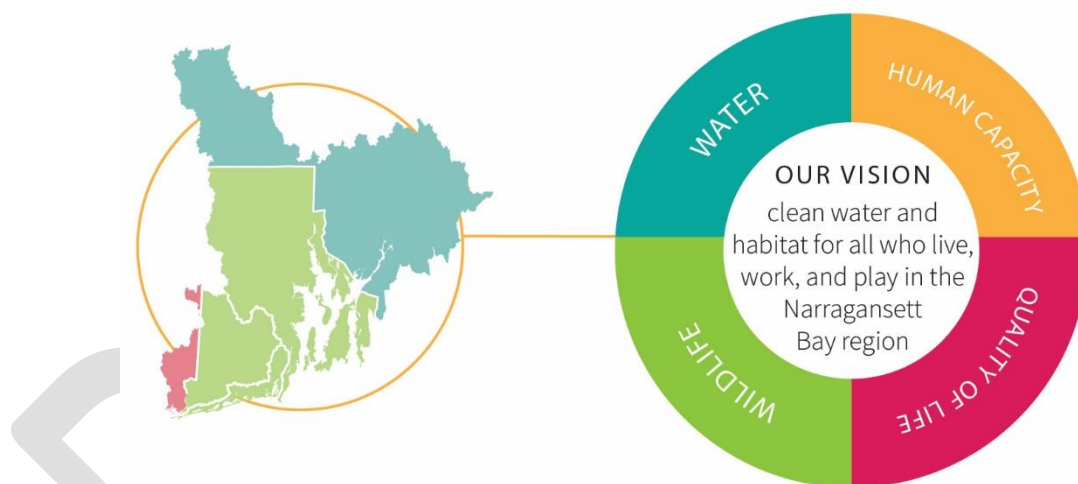 WATER
HUMAN CAPACITY
OUR VISION
clean water and
habitat for all who live,
work, and play in the
Narragansett
Bay region
WILDLIFE
QUALITY OF LIFE